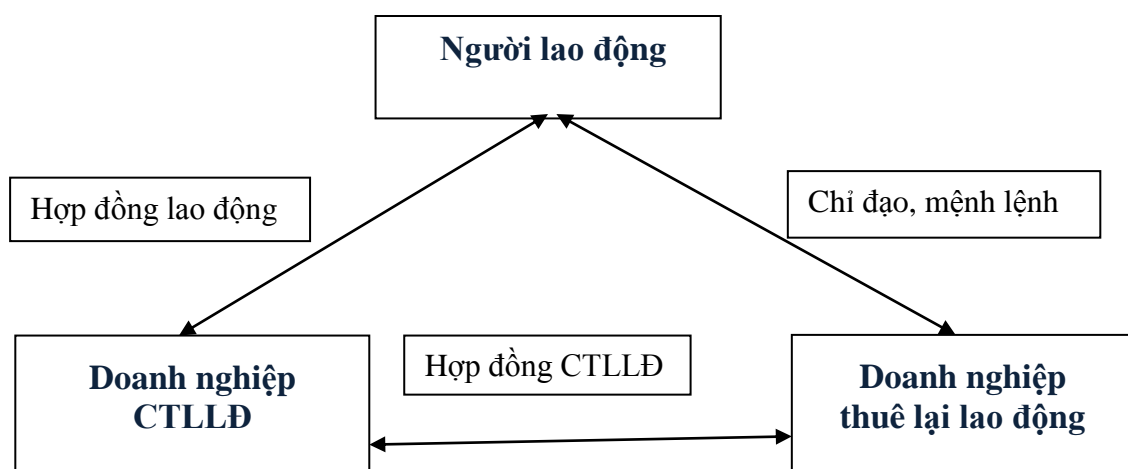 Người lao động
Hợp đồng lao động
Chỉ đạo, mệnh lệnh
Doanh nghiệp
CTLLĐ
Hợp đồng CTLLĐ
Doanh nghiệp
thuê lại lao động